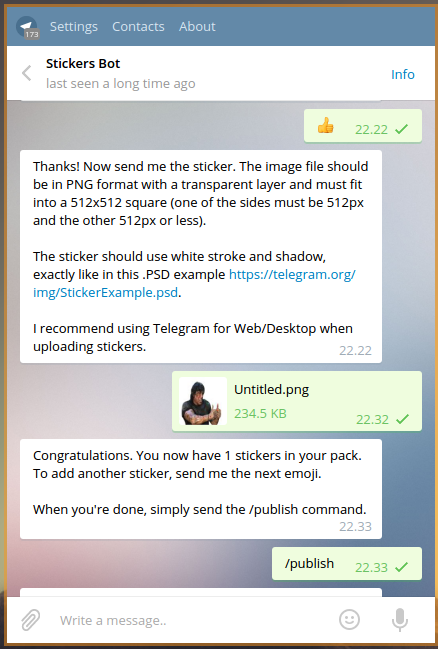 Settings Contacts About
173
Stickers Bot
last seen a long time ago
Info
22.22
Thanks! Now send me the sticker. The image file should
be in PNG format with a transparent layer and must fit
into a 512x512 square (one of the sides must be 512px
and the other 512px or less).
The sticker should use white stroke and shadow,
exactly like in this .PSD example https://telegram.org/
img/StickerExample.psd.
I recommend using Telegram for Web/Desktop when
uploading stickers.
22.22
Untitled.png
234.5 KB
22.32
Congratulations. You now have 1 stickers in your pack.
To add another sticker, send me the next emoji.
When you're done, simply send the /publish command.
22.33
/publish
22.33
Write a message..